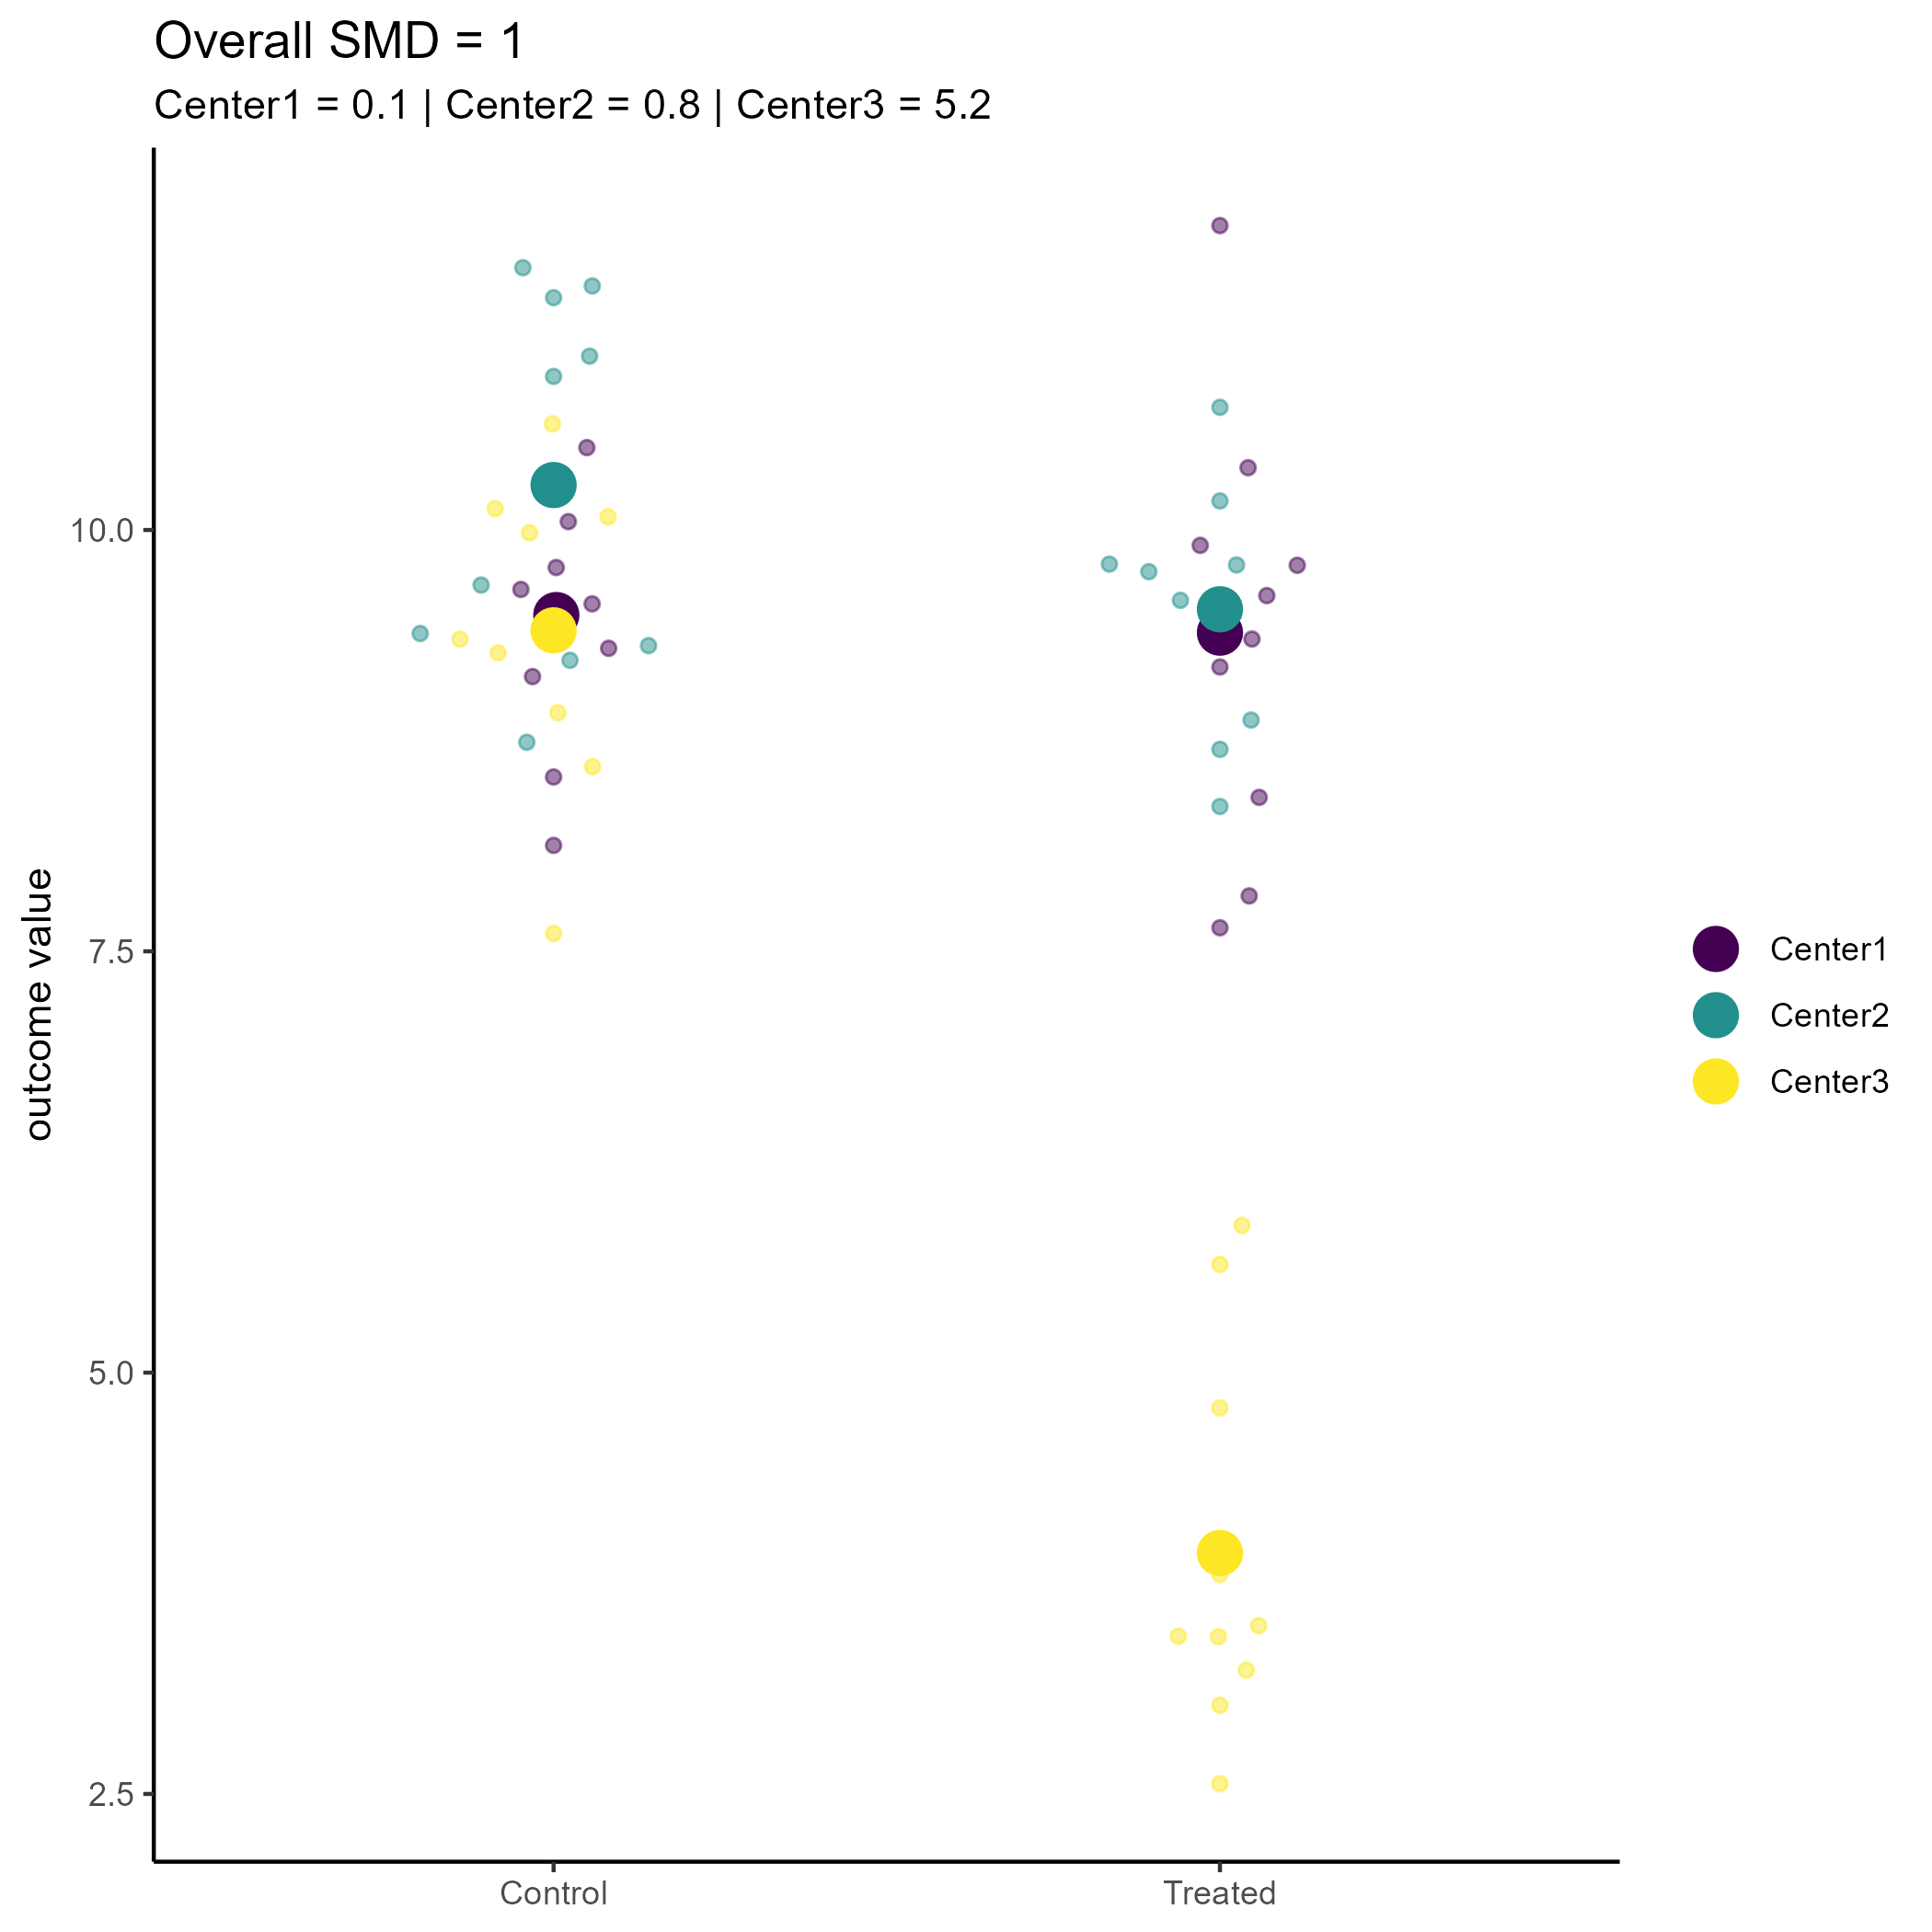 Overall SMD = 1
Center1 = 0.1 | Center2 = 0.8 | Center3 = 5.2
outcome value
10.0
7.5
5.0
2.5
Control
Treated
Center1
Center2
Center3